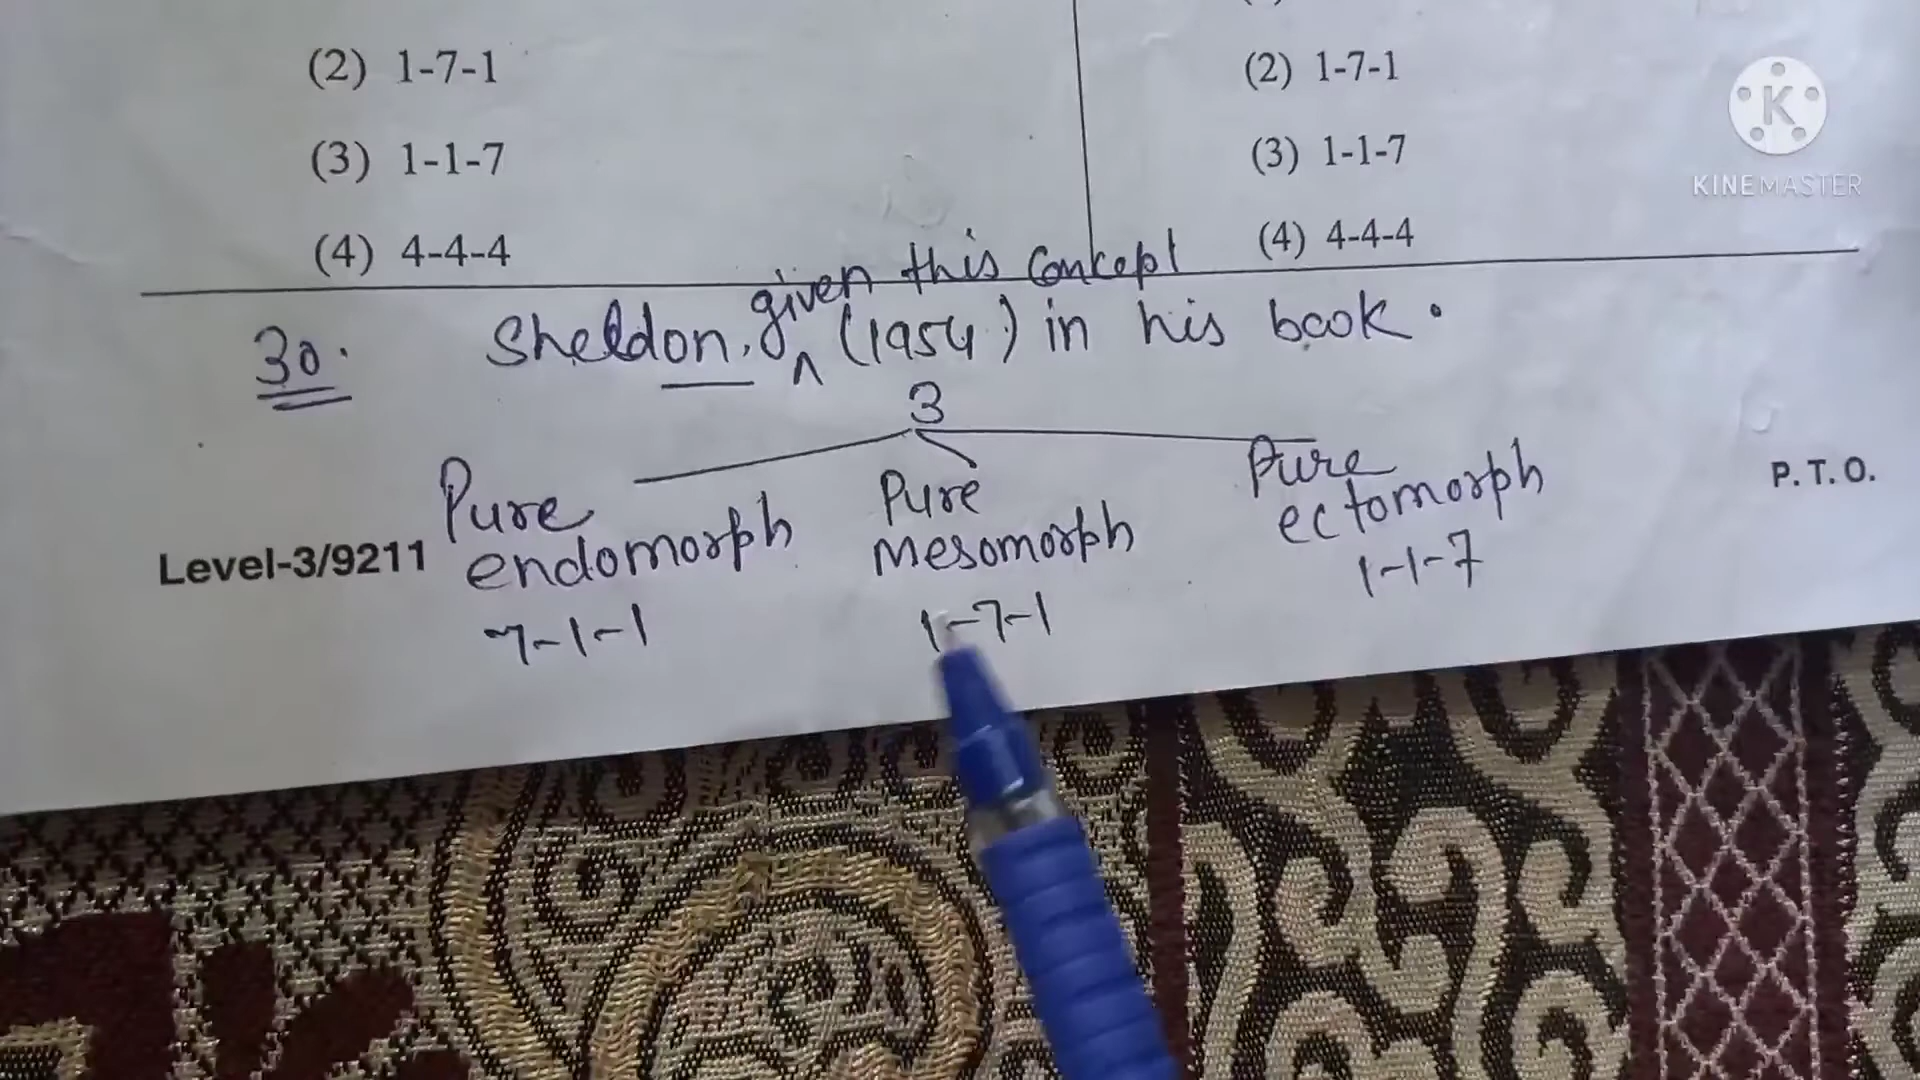 (2) 1-7-1
(3) 1-1-7
(4) 4-4-4
(2) 1-7-1
(3) 1-1-7
(4) 4-4-4
KINEMASTER
given this concept
30. Sheldon, ^ (1954) in his book.
3
Pure endomorph
7-1-1
Pure mesomorph
1-7-1
Pure ectomorph
1-1-7
Level-3/9211
P. T. O.